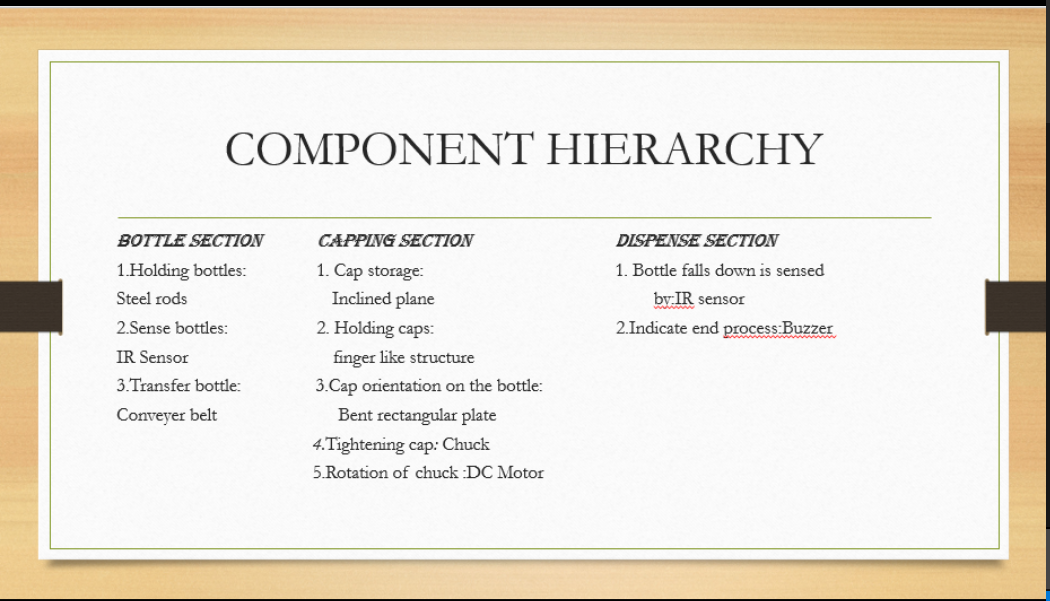 COMPONENT HIERARCHY
BOTTLE SECTION
1.Holding bottles:
Steel rods
2.Sense bottles:
IR Sensor
3.Transfer bottle:
Conveyer belt
CAPPING SECTION
1. Cap storage:
Inclined plane
2. Holding caps:
finger like structure
3.Cap orientation on the bottle:
Bent rectangular plate
4.Tightening cap: Chuck
5.Rotation of chuck :DC Motor
DISPENSE SECTION
1. Bottle falls down is sensed
by:IR sensor
2.Indicate end process:Buzzer